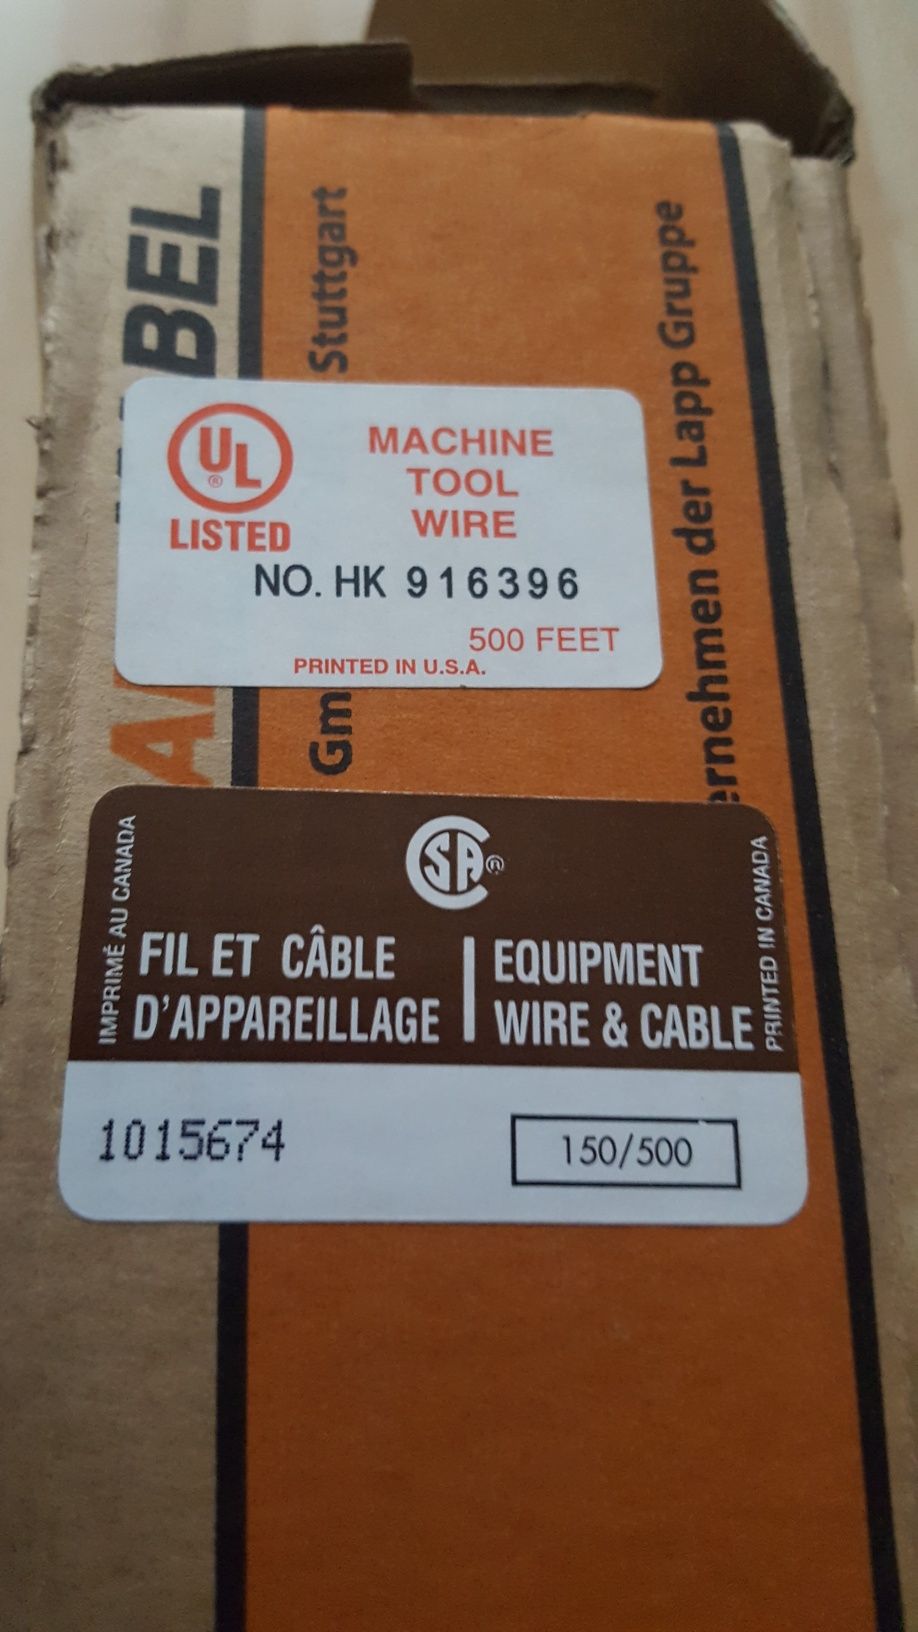 BEL
Stuttgart
Gm
ernehmen der Lapp Gruppe
UL
®
LISTED
MACHINE
TOOL
WIRE
NO. HK 916396
500 FEET
PRINTED IN U.S.A.
IMPRIMÉ AU CANADA
CSA®
FIL ET CÂBLE
D'APPAREILLAGE
EQUIPMENT
WIRE & CABLE
PRINTED IN CANADA
1015674
150/500